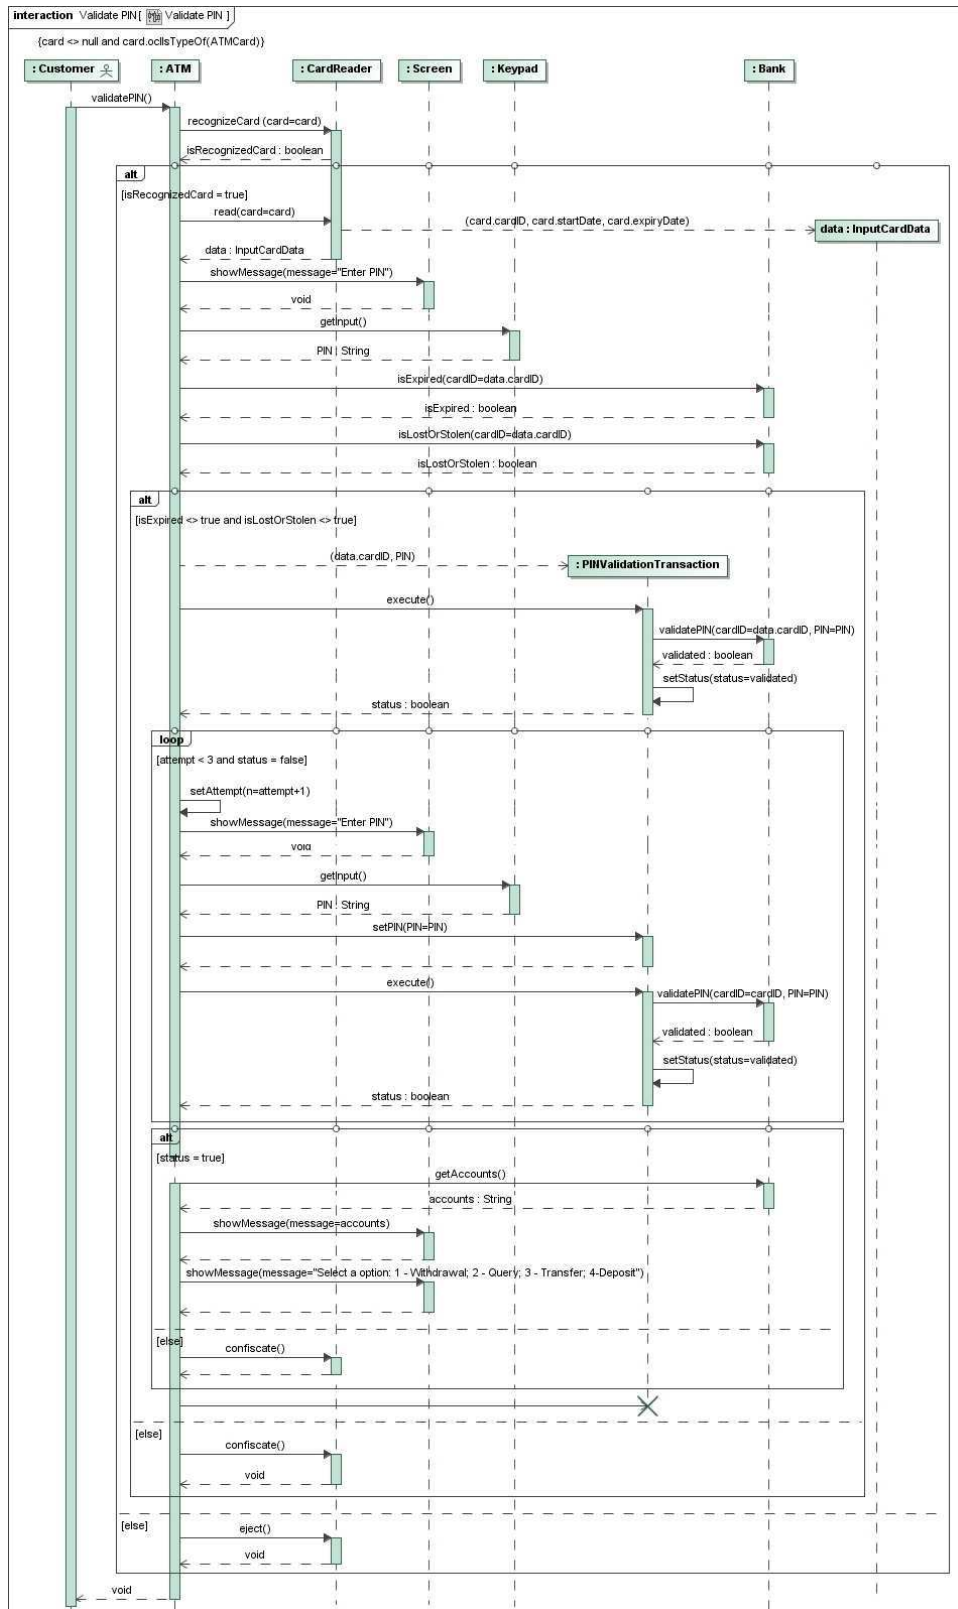 interaction Validate PIN[ Validate PIN ]
{card <> null and card.oclIsTypeOf(ATMCard)}
: Customer
: ATM
: CardReader
: Screen
: Keypad
: Bank
validatePIN()
recognizeCard (card=card)
isRecognizedCard : boolean
alt
[isRecognizedCard = true]
read(card=card)
(card.cardID, card.startDate, card.expiryDate)
data : InputCardData
data : InputCardData
showMessage(message="Enter PIN")
void
getInput()
PIN : String
isExpired(cardID=data.cardID)
isExpired : boolean
isLostOrStolen(cardID=data.cardID)
isLostOrStolen : boolean
alt
[isExpired <> true and isLostOrStolen <> true]
(data.cardID, PIN)
: PINValidationTransaction
execute()
validatePIN(cardID=data.cardID, PIN=PIN)
validated : boolean
setStatus(status=validated)
status : boolean
loop
[attempt < 3 and status = false]
setAttempt(n=attempt+1)
showMessage(message="Enter PIN")
void
getInput()
PIN : String
setPIN(PIN=PIN)
execute()
validatePIN(cardID=cardID, PIN=PIN)
validated : boolean
setStatus(status=validated)
status : boolean
alt
[status = true]
getAccounts()
accounts : String
showMessage(message=accounts)
showMessage(message="Select a option: 1 - Withdrawal; 2 - Query; 3 - Transfer; 4-Deposit")
[else]
confiscate()
[else]
confiscate()
void
[else]
eject()
void
void